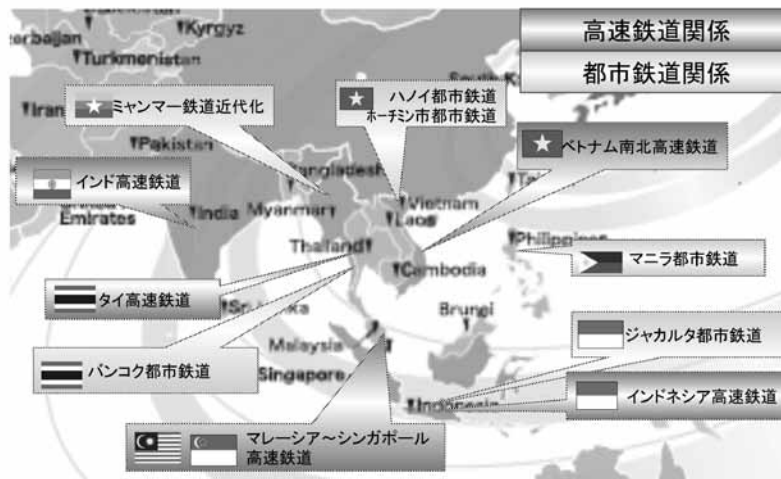 Kyrgyz
高速鉄道関係
Turkmenistan
都市鉄道関係
Iran
ミャンマー鉄道近代化
ハノイ都市鉄道
ホーチミン市都市鉄道
Pakistan
Bangladesh
ベトナム南北高速鉄道
インド高速鉄道
Emirates
India
Myanmar
Vietnam
Laos
Thailand
Philippines
マニラ都市鉄道
Cambodia
タイ高速鉄道
Brunei
ジャカルタ都市鉄道
Malaysia
バンコク都市鉄道
Singapore
インドネシア高速鉄道
Indonesia
マレーシア~シンガポール
高速鉄道